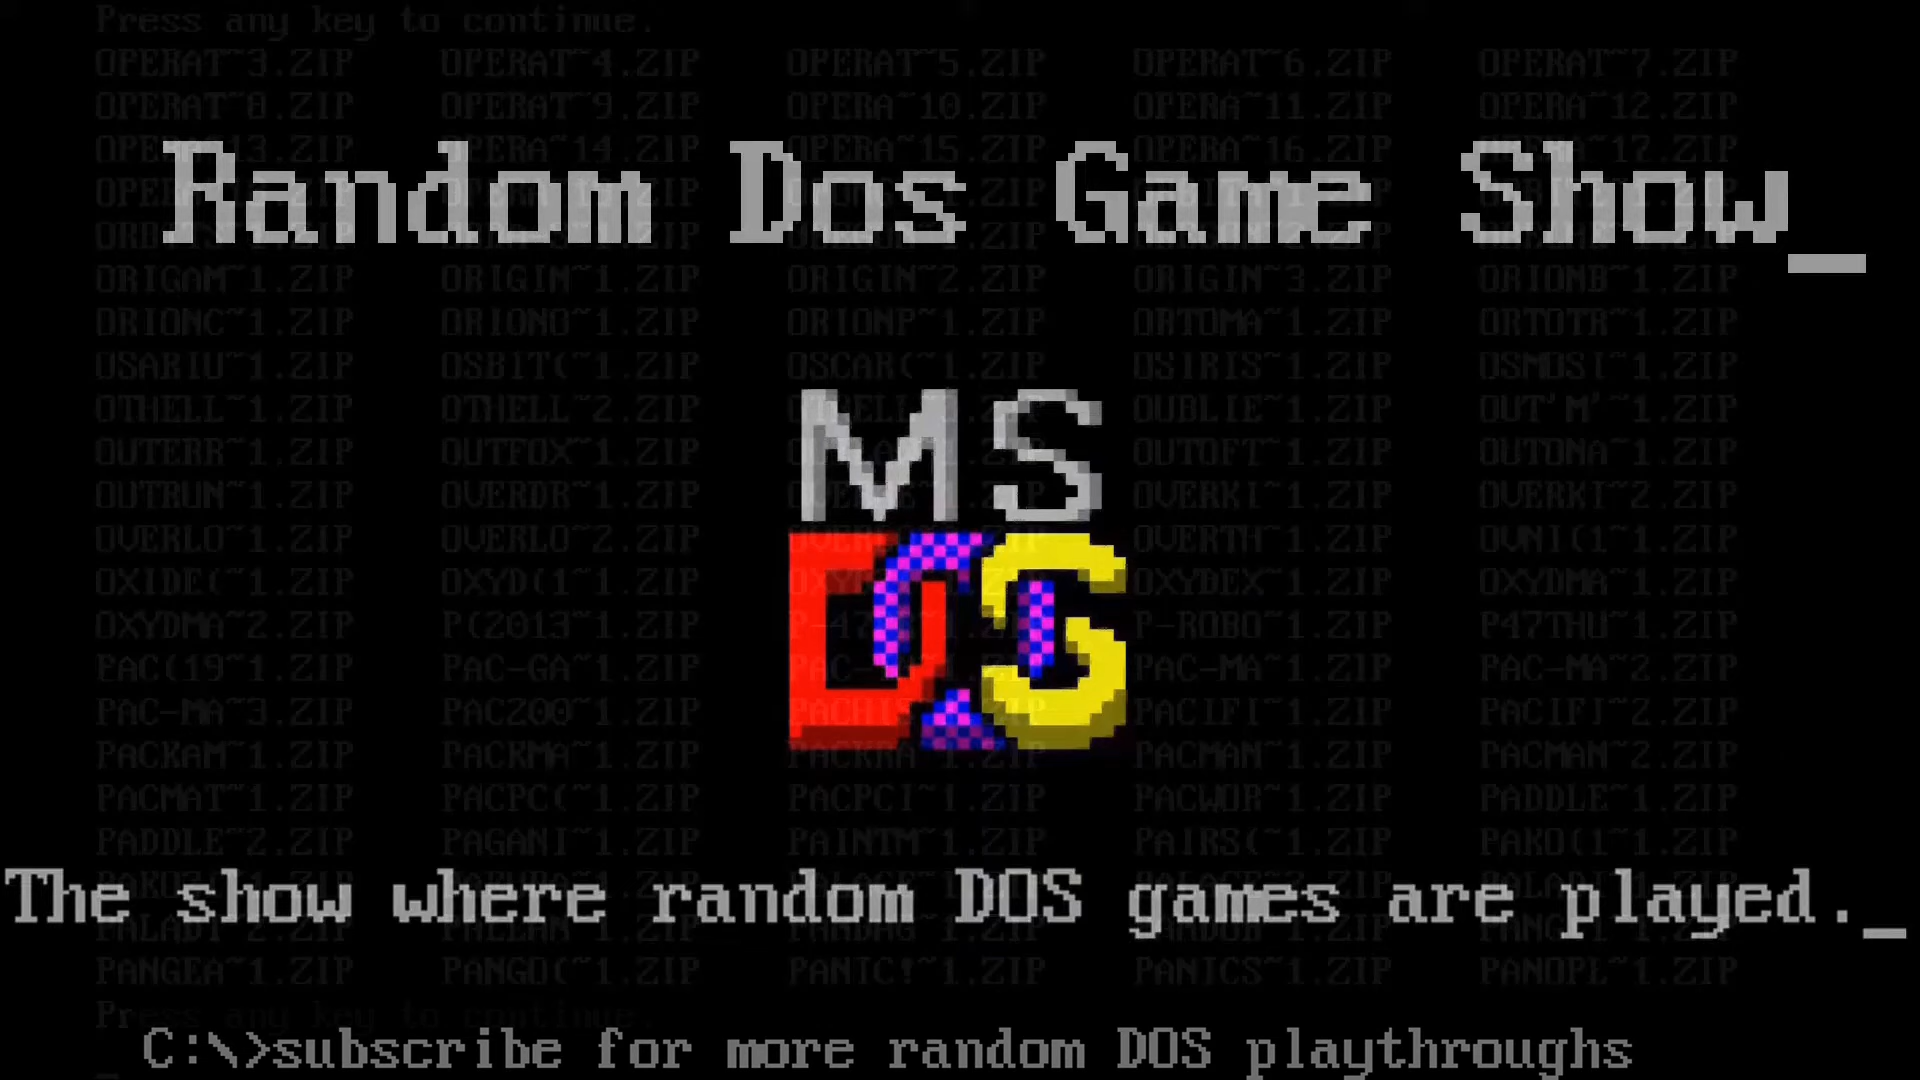 Press any key to continue.
OPERAT~3.ZIP OPERAT~4.ZIP OPERAT~5.ZIP OPERAT~6.ZIP OPERAT~7.ZIP
OPERAT~8.ZIP OPERAT~9.ZIP OPERA~10.ZIP OPERA~11.ZIP OPERA~12.ZIP
Random Dos Game Show_
ORIGAM~1.ZIP ORIGIN~1.ZIP ORIGIN~2.ZIP ORIGIN~3.ZIP ORIONB~1.ZIP
ORIONC~1.ZIP ORIONO~1.ZIP ORIONP~1.ZIP ORTOMA~1.ZIP ORTOTR~1.ZIP
OSARIU~1.ZIP OSBIT(~1.ZIP OSCAR(~1.ZIP OSIRIS~1.ZIP OSMOSI~1.ZIP
OTHELL~1.ZIP OTHELL~2.ZIP OUBLIE~1.ZIP OUT'M'~1.ZIP
MS
OUTERR~1.ZIP OUTFOX~1.ZIP OUTOFT~1.ZIP OUTONA~1.ZIP
OUTRUN~1.ZIP OVERDR~1.ZIP OVERKI~1.ZIP OVERKI~2.ZIP
OVERLO~1.ZIP OVERLO~2.ZIP OVERTH~1.ZIP OVNI(1~1.ZIP
DOS
OXIDE(~1.ZIP OXYD(1~1.ZIP OXYDEX~1.ZIP OXYDMA~1.ZIP
OXYDMA~2.ZIP P(2013~1.ZIP P-ROBO~1.ZIP P47THU~1.ZIP
PAC(19~1.ZIP PAC-GA~1.ZIP PAC-MA~1.ZIP PAC-MA~2.ZIP
PAC-MA~3.ZIP PAC200~1.ZIP PACIFI~1.ZIP PACIFI~2.ZIP
PACKAM~1.ZIP PACKMA~1.ZIP PACMAN~1.ZIP PACMAN~2.ZIP
PACMAT~1.ZIP PACPC(~1.ZIP PACPCI~1.ZIP PACWOR~1.ZIP PADDLE~1.ZIP
PADDLE~2.ZIP PAGANI~1.ZIP PAINTM~1.ZIP PAIRS(~1.ZIP PAKO(1~1.ZIP
The show where random DOS games are played._
PANGEA~1.ZIP PANGO(~1.ZIP PANIC!~1.ZIP PANICS~1.ZIP PANOPL~1.ZIP
Press any key to continue.
C:\>subscribe for more random DOS playthroughs